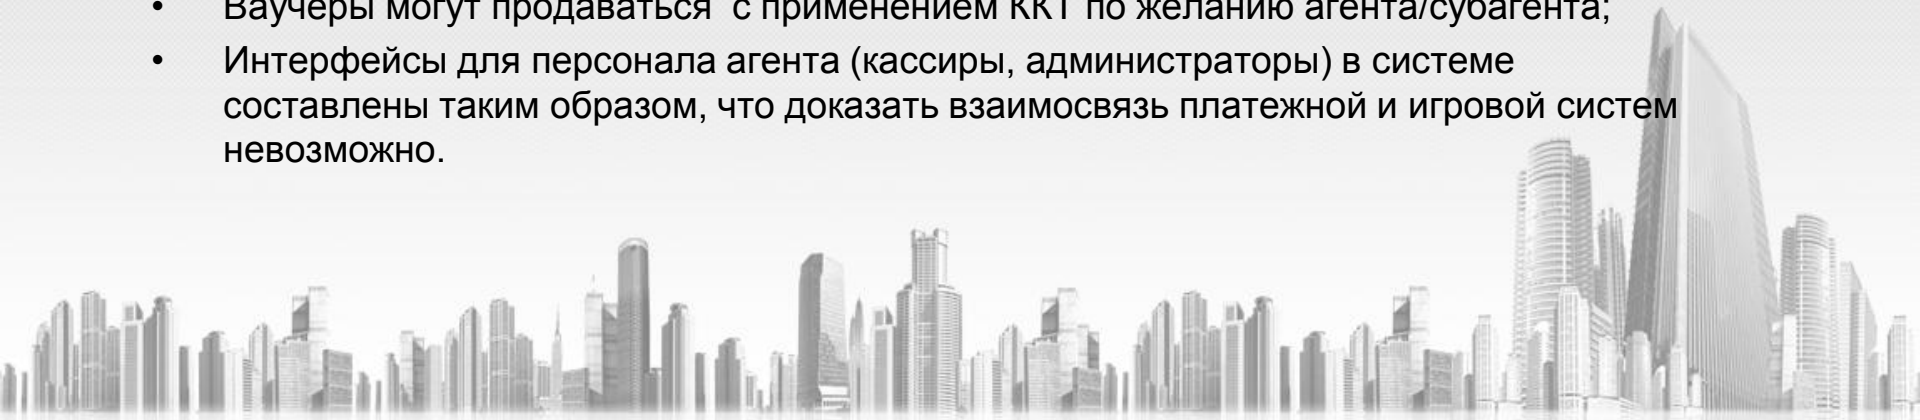 • Ваучеры могут продаваться  с применением ККТ по желанию агента/субагента;
• Интерфейсы для персонала агента (кассиры, администраторы) в системе
составлены таким образом, что доказать взаимосвязь платежной и игровой систем
невозможно.